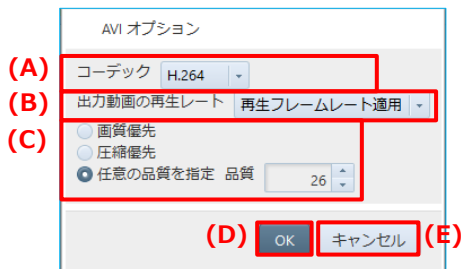 AVI オプション
(A) コーデック H.264
(B) 出力動画の再生レート 再生フレームレート適用
(C) 画質優先
圧縮優先
任意の品質を指定 品質 26
(D) OK キャンセル (E)